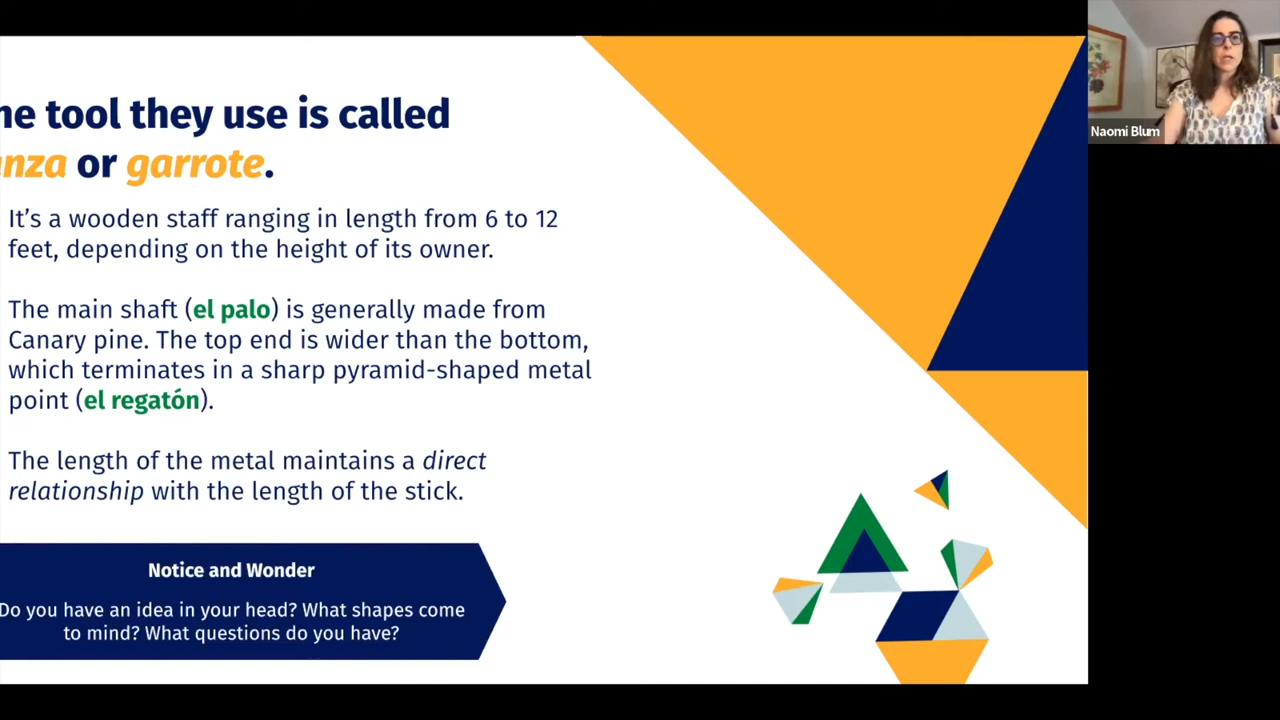 he tool they use is called
nza or garrote.
It's a wooden staff ranging in length from 6 to 12
feet, depending on the height of its owner.
The main shaft (el palo) is generally made from
Canary pine. The top end is wider than the bottom,
which terminates in a sharp pyramid-shaped metal
point (el regatón).
The length of the metal maintains a direct
relationship with the length of the stick.
Notice and Wonder
Do you have an idea in your head? What shapes come
to mind? What questions do you have?
Naomi Blum